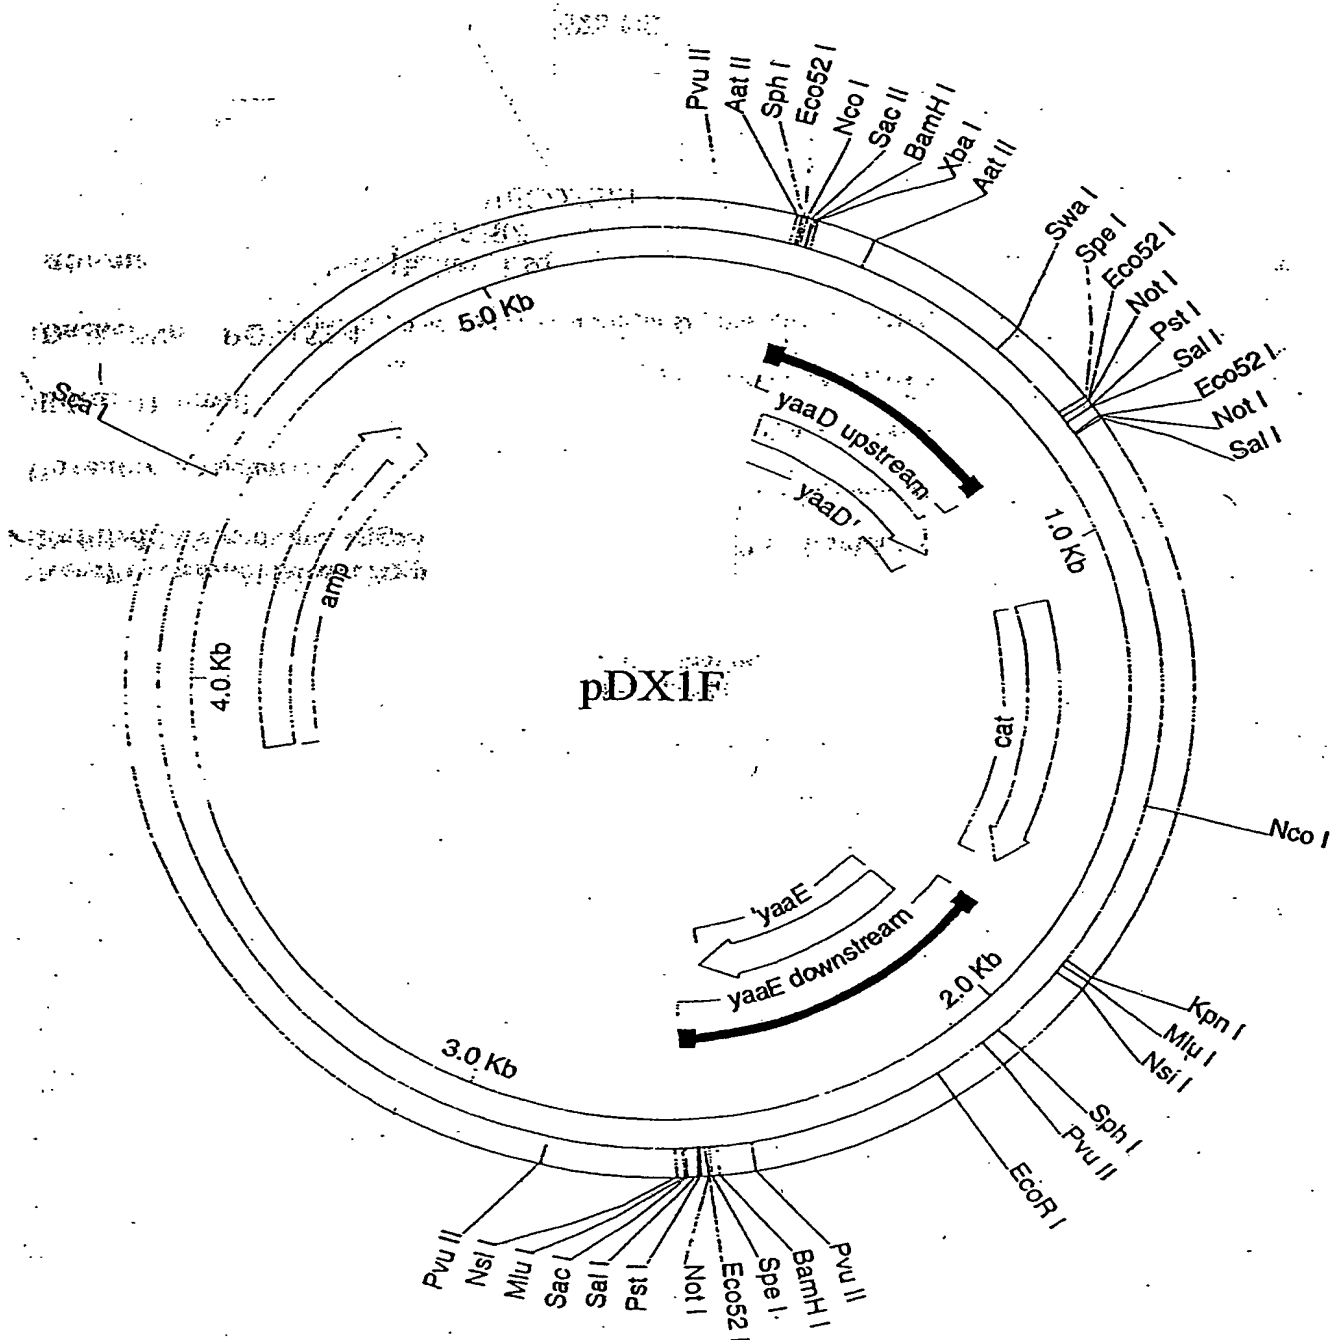 Pvu II
Aat II
Sph I
Eco52 I
Nco I
Sac II
BamH I
Xba I
Aat II
Swa I
Spe I
Eco52 I
Not I
Pst I
Sal I
Eco52 I
Not I
Sal I
5.0 Kb
Sca I
yaaD upstream
yaaD'
1.0 Kb
amp
4.0 Kb
pDX1F
cat
Nco I
'yaaE
yaaE downstream
2.0 Kb
Kpn I
Mlu I
Nsi I
3.0 Kb
Sph I
Pvu II
EcoR I
Pvu II
NsI I
Mlu I
Sac I
Sal I
Pst I
Not I
Eco52 I
Spe I
BamH I
Pvu II